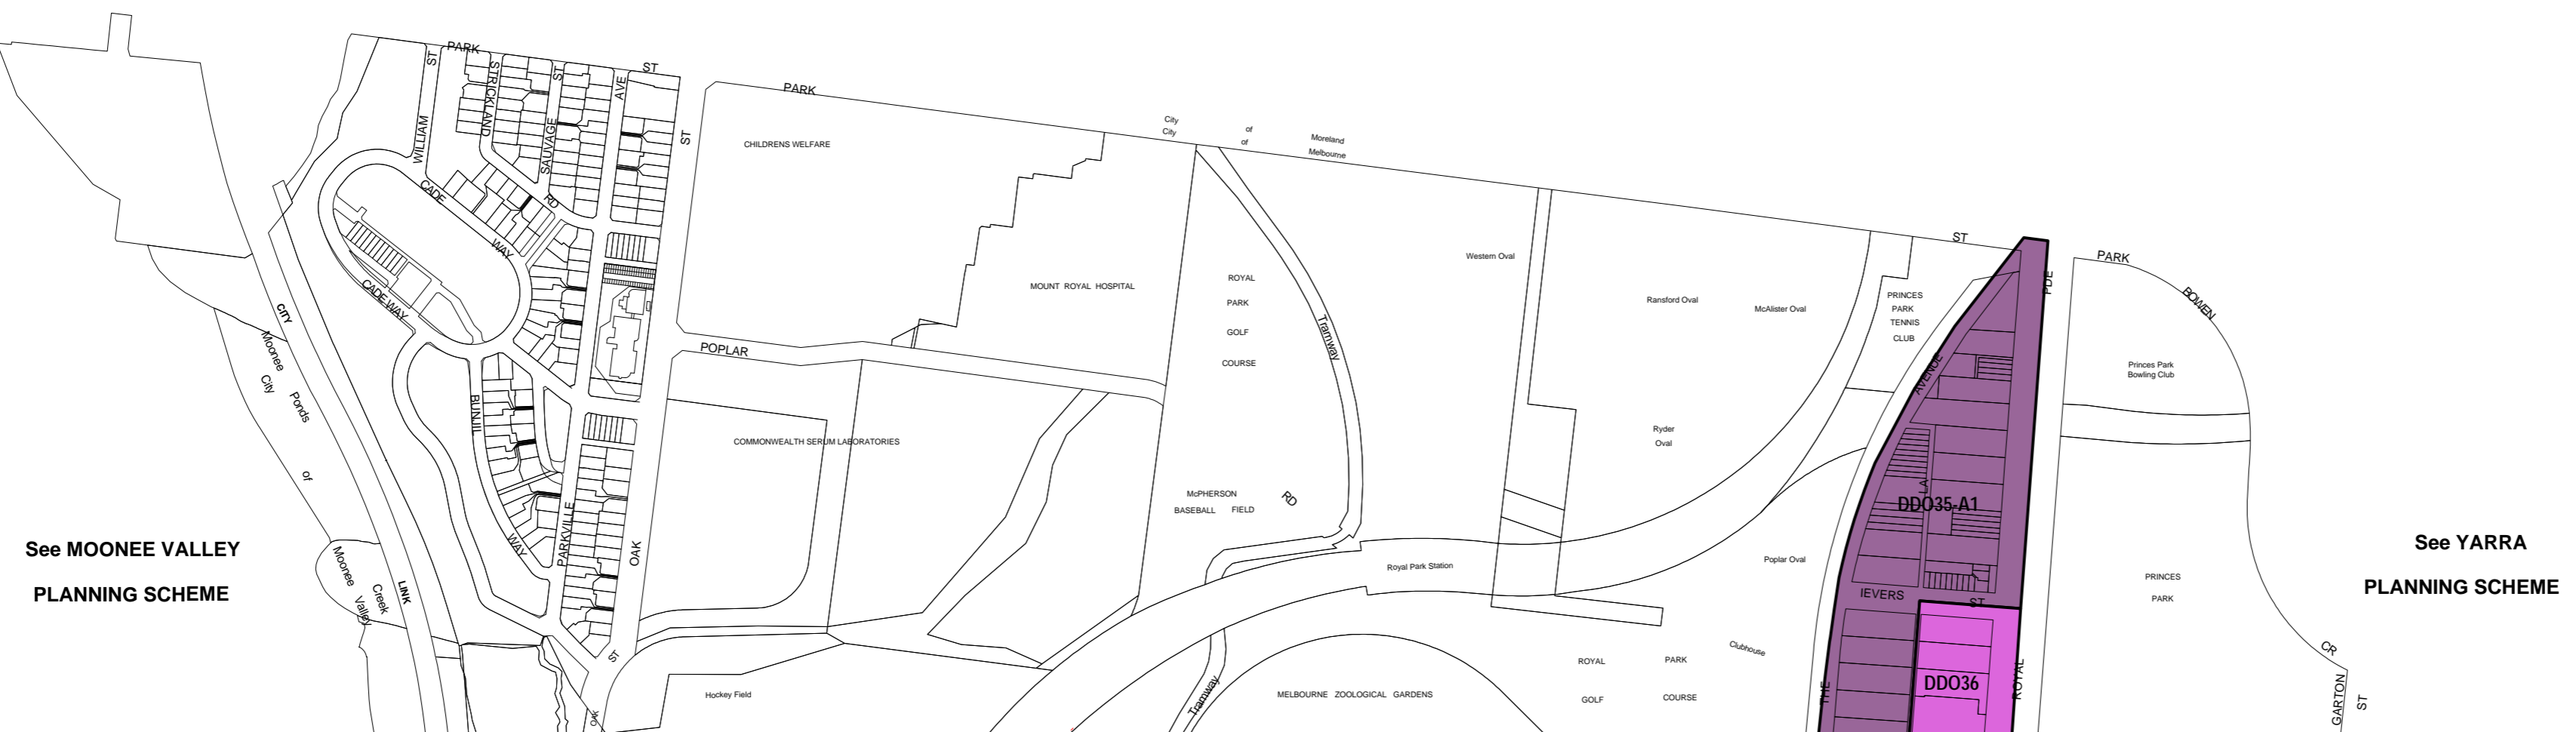 PARK
ST
PARK
WILLIAM
ST
STRICKLAND
SAUVAGE
ST
AVE
ST
CADE
WAY
RD
CADE WAY
CHILDRENS WELFARE
City
of
Moreland
City
of
Melbourne
MOUNT ROYAL HOSPITAL
ROYAL
PARK
GOLF
COURSE
Tramway
Western Oval
Ransford Oval
McAlister Oval
PRINCES
PARK
TENNIS
CLUB
ST
PDE
PARK
BOWEN
Princes Park
Bowling Club
AVENUE
POPLAR
CITY
Moonee
City
Ponds
of
BUNJIL
WAY
PARKVILLE
OAK
COMMONWEALTH SERUM LABORATORIES
McPHERSON
BASEBALL FIELD
RD
Ryder
Oval
LA
DDO35-A1
See MOONEE VALLEY
PLANNING SCHEME
Moonee
Valley
Creek
LINK
Royal Park Station
Poplar Oval
PRINCES
PARK
See YARRA
PLANNING SCHEME
IEVERS
ST
ST
OAK
Hockey Field
Tramway
MELBOURNE ZOOLOGICAL GARDENS
ROYAL
PARK
GOLF
COURSE
Clubhouse
THE
DDO36
ROYAL
CR
GARTON
ST